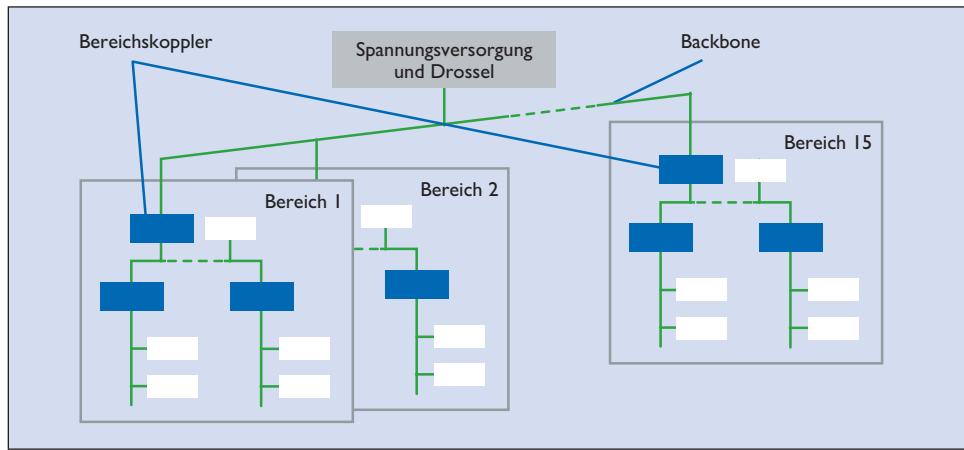 Bereichskoppler
Spannungsversorgung
und Drossel
Backbone
Bereich 15
Bereich 1
Bereich 2